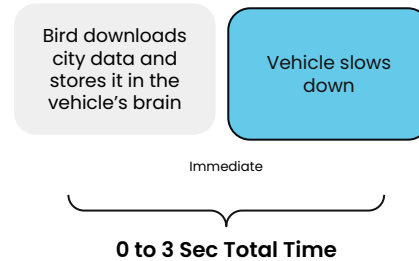 Bird downloads
city data and
stores it in the
vehicle’s brain
Vehicle slows
down
Immediate
0 to 3 Sec Total Time